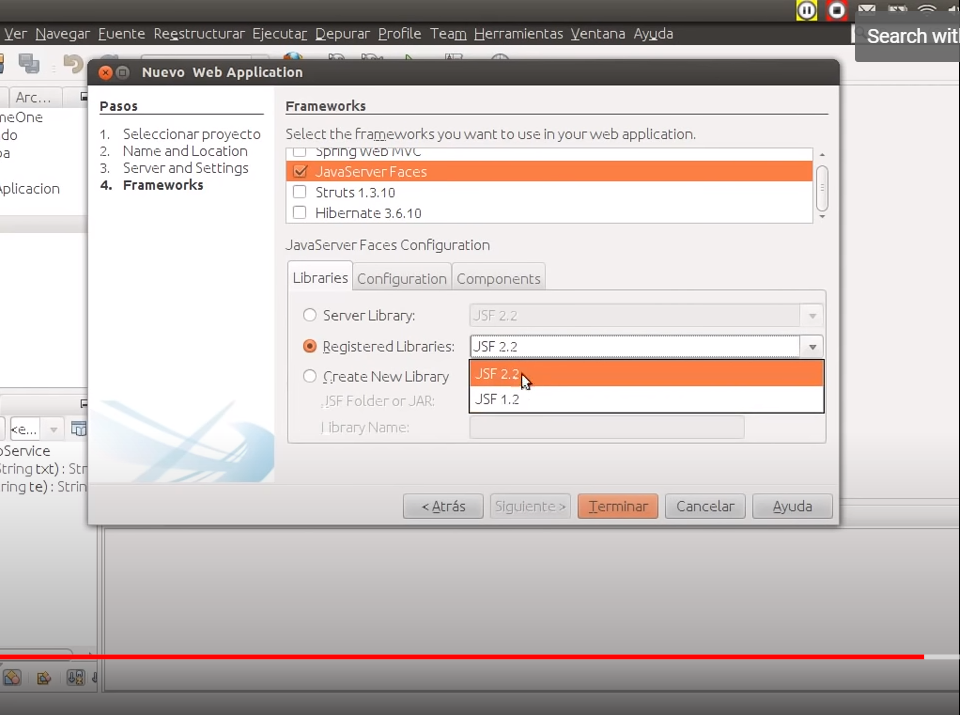 Ver Navegar Fuente Reestructurar Ejecutar Depurar Profile Team Herramientas Ventana Ayuda
Search with
Nuevo Web Application
Arc...
meOne
do
pa
plicacion
<e...
oService
String txt) : Str
ring te) : Strin
Pasos
1. Seleccionar proyecto
2. Name and Location
3. Server and Settings
4. Frameworks
Frameworks
Select the frameworks you want to use in your web application.
Spring Web MVC
JavaServer Faces
Struts 1.3.10
Hibernate 3.6.10
JavaServer Faces Configuration
Libraries Configuration Components
Server Library: JSF 2.2
Registered Libraries: JSF 2.2
JSF 2.2
Create New Library
JSF 1.2
JSF Folder or JAR:
Library Name:
< Atrás Siguiente > Terminar Cancelar Ayuda